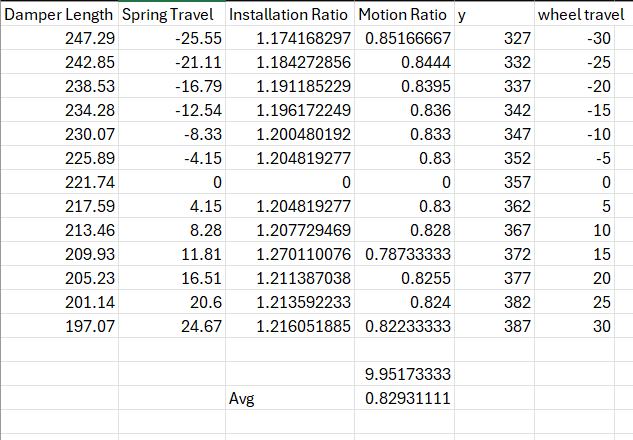 Damper Length Spring Travel Installation Ratio Motion Ratio y wheel travel
247.29 -25.55 1.174168297 0.85166667 327 -30
242.85 -21.11 1.184272856 0.8444 332 -25
238.53 -16.79 1.191185229 0.8395 337 -20
234.28 -12.54 1.196172249 0.836 342 -15
230.07 -8.33 1.200480192 0.833 347 -10
225.89 -4.15 1.204819277 0.83 352 -5
221.74 0 0 0 357 0
217.59 4.15 1.204819277 0.83 362 5
213.46 8.28 1.207729469 0.828 367 10
209.93 11.81 1.270110076 0.78733333 372 15
205.23 16.51 1.211387038 0.8255 377 20
201.14 20.6 1.213592233 0.824 382 25
197.07 24.67 1.216051885 0.82233333 387 30
9.95173333
Avg 0.82931111